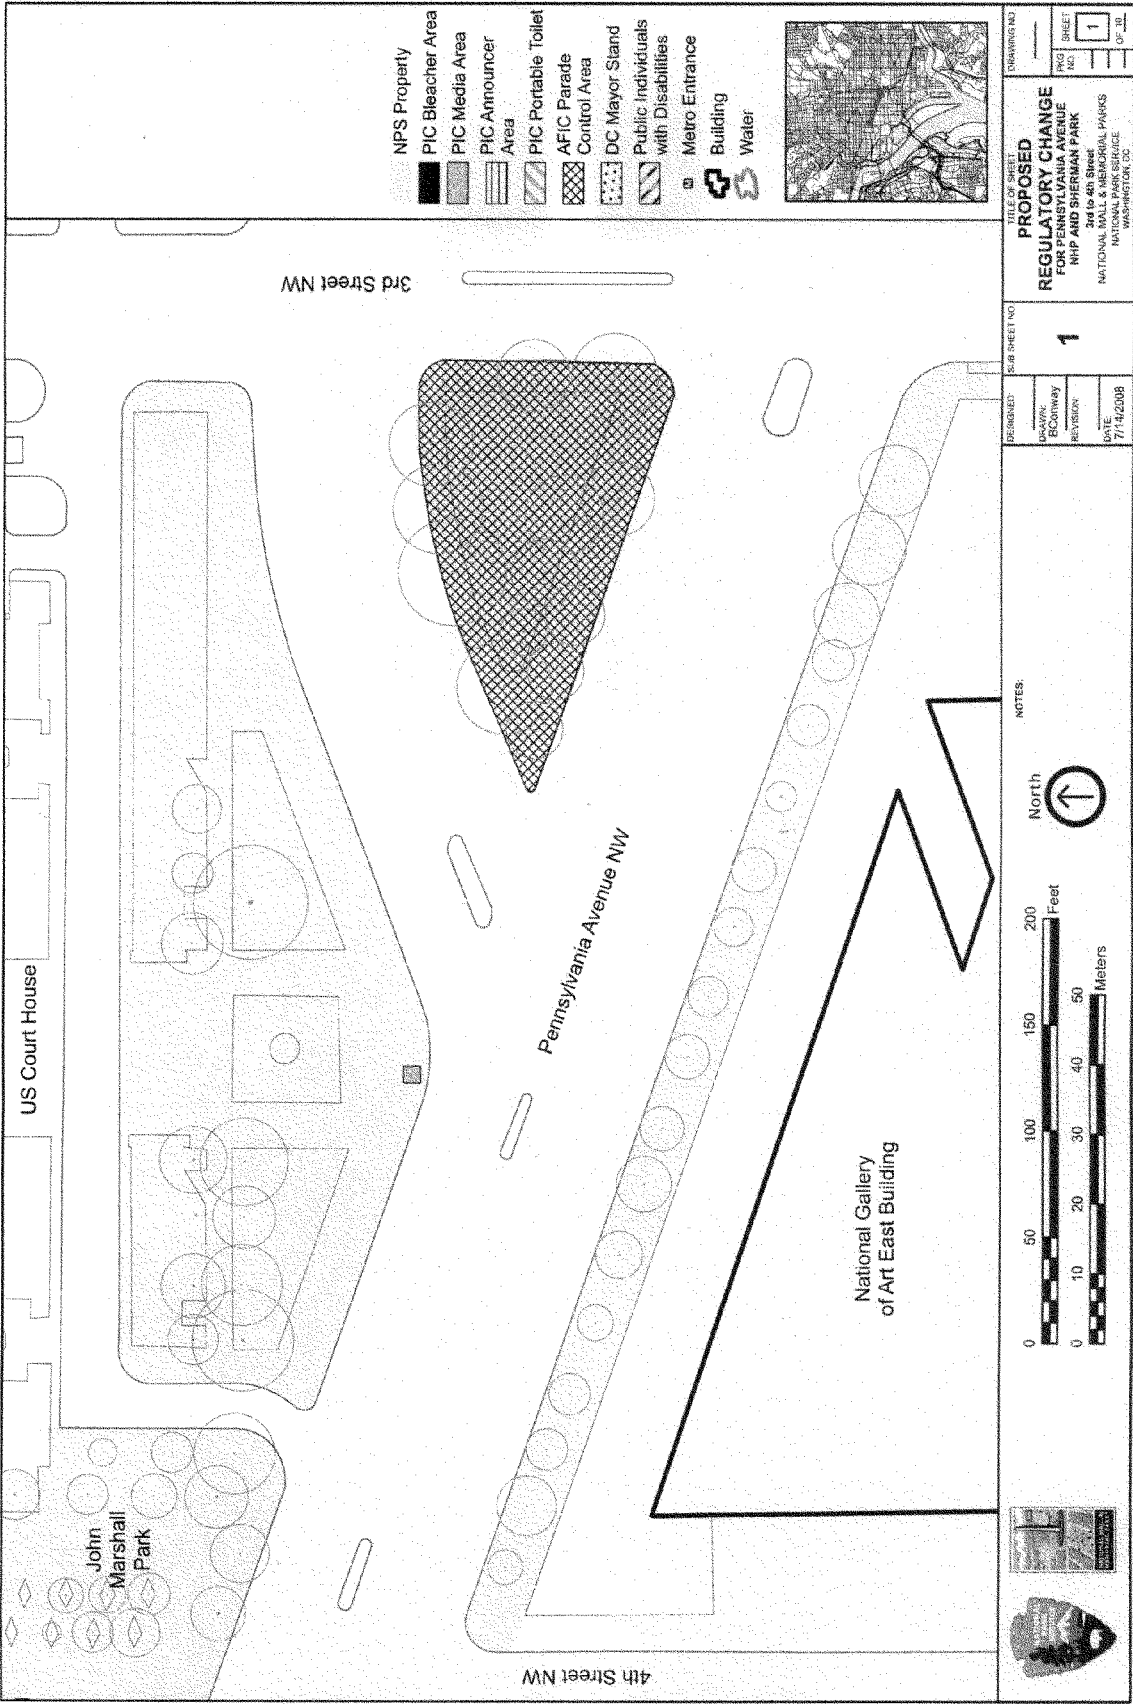 US Court House
John
Marshall
Park
3rd Street NW
Pennsylvania Avenue NW
National Gallery
of Art East Building
4th Street NW
NPS Property
PIC Bleacher Area
PIC Media Area
PIC Announcer
Area
PIC Portable Toilet
AFIC Parade
Control Area
DC Mayor Stand
Public Individuals
with Disabilities
Metro Entrance
Building
Water
0 50 100 150 200
Feet
0 10 20 30 40 50
Meters
North
NOTES:
DESIGNED:
DRAWN:
BConway
REVISION:
DATE:
7/14/2008
SUB SHEET NO.
1
TITLE OF SHEET
PROPOSED
REGULATORY CHANGE
FOR PENNSYLVANIA AVENUE
NHP AND SHERMAN PARK
3rd to 4th Street
NATIONAL MALL & MEMORIAL PARKS
NATIONAL PARK SERVICE
WASHINGTON, DC
DRAWING NO.
PKG
NO.
SHEET
1
OF